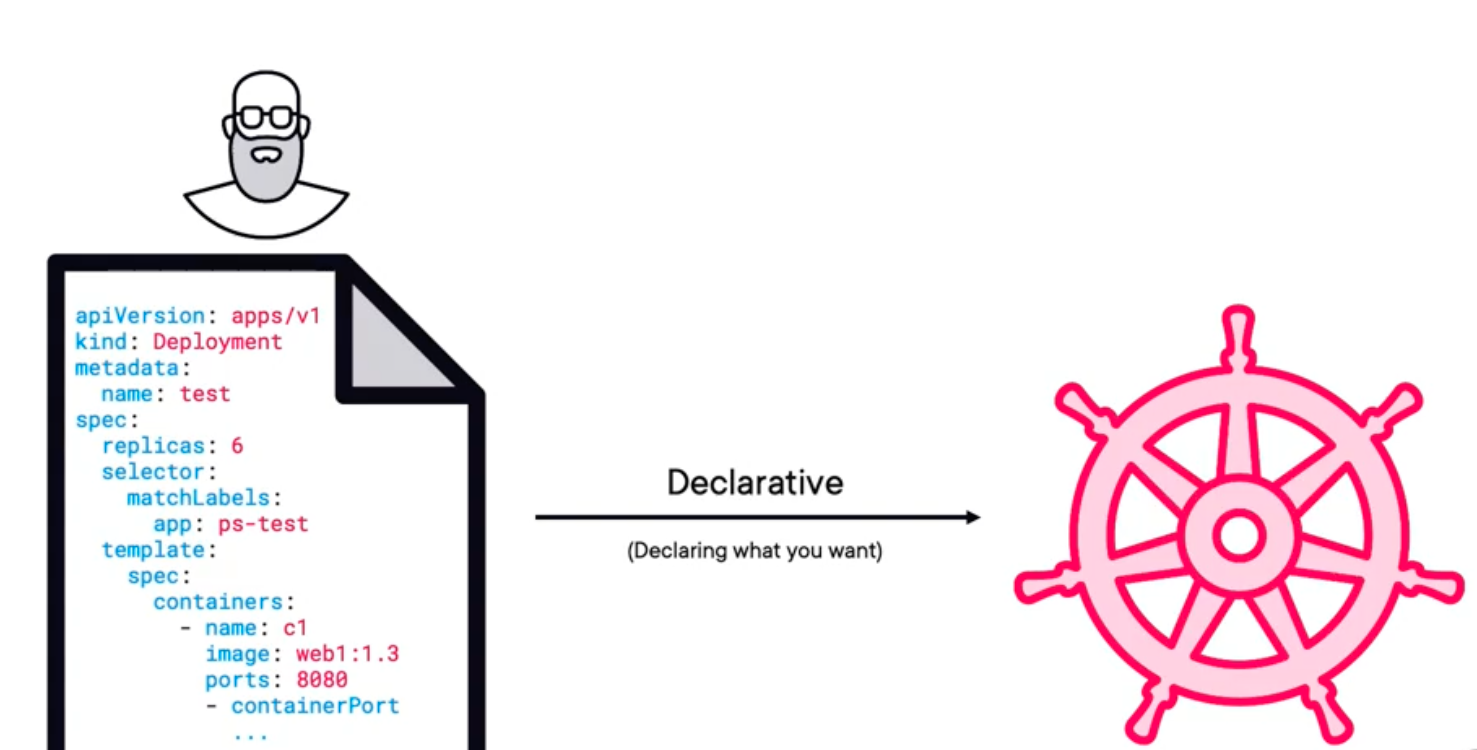 apiVersion: apps/v1
kind: Deployment
metadata:
  name: test
spec:
  replicas: 6
  selector:
    matchLabels:
      app: ps-test
  template:
    spec:
      containers:
        - name: c1
          image: web1:1.3
          ports: 8080
          - containerPort
            ...
Declarative
(Declaring what you want)